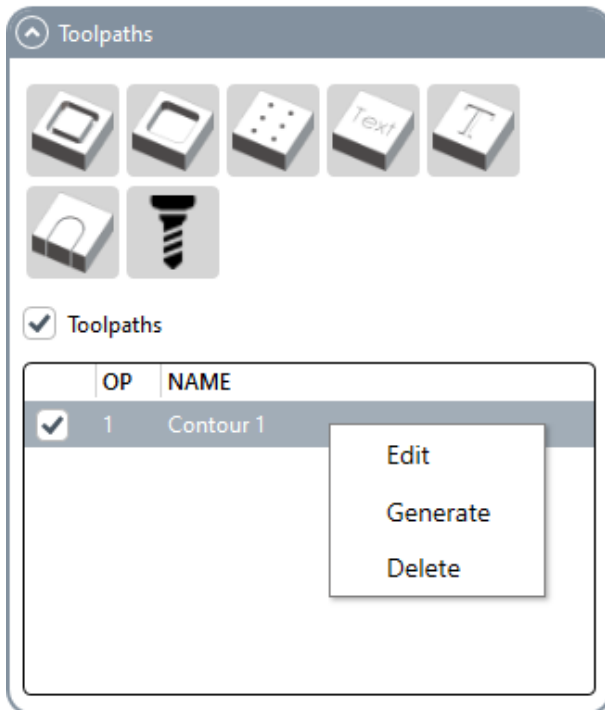 Toolpaths
Text T
Toolpaths
OP NAME
1 Contour 1
Edit
Generate
Delete